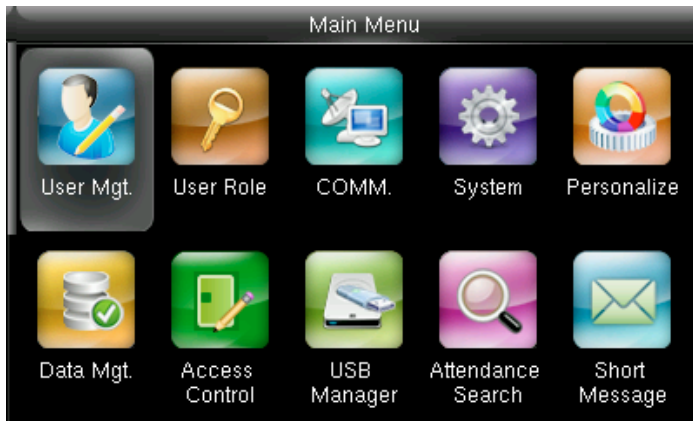 Main Menu
User Mgt.
User Role
COMM.
System
Personalize
Data Mgt.
Access
Control
USB
Manager
Attendance
Search
Short
Message